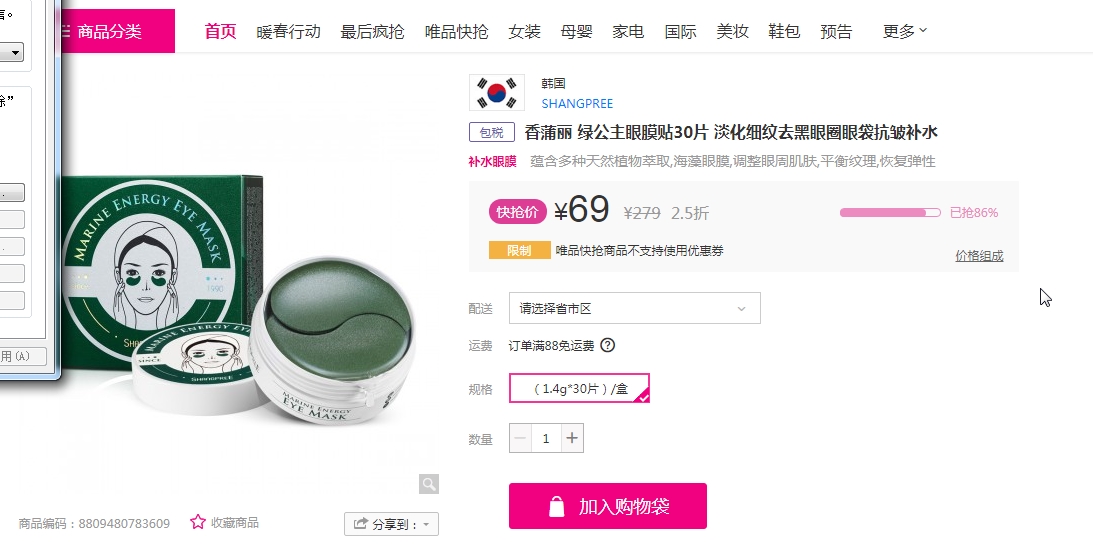 言。
商品分类
首页 暖春行动 最后疯抢 唯品快抢 女装 母婴 家电 国际 美妆 鞋包 预告 更多
除”
韩国
SHANGPREE
包税 香蒲丽 绿公主眼膜贴30片 淡化细纹去黑眼圈眼袋抗皱补水
补水眼膜 蕴含多种天然植物萃取,海藻眼膜,调整眼周肌肤,平衡纹理,恢复弹性
快抢价 ¥69 ¥279 2.5折 已抢86%
限制 唯品快抢商品不支持使用优惠券 价格组成
MARINE ENERGY EYE MASK
1990
MARINE ENERGY EYE
SINCE
SHANGPREE
MARINE ENERGY
EYE MASK
配送 请选择省市区
运费 订单满88免运费 ?
用(A)
规格 (1.4g*30片)/盒
数量 − 1 +
加入购物袋
商品编码：8809480783609 收藏商品 分享到：